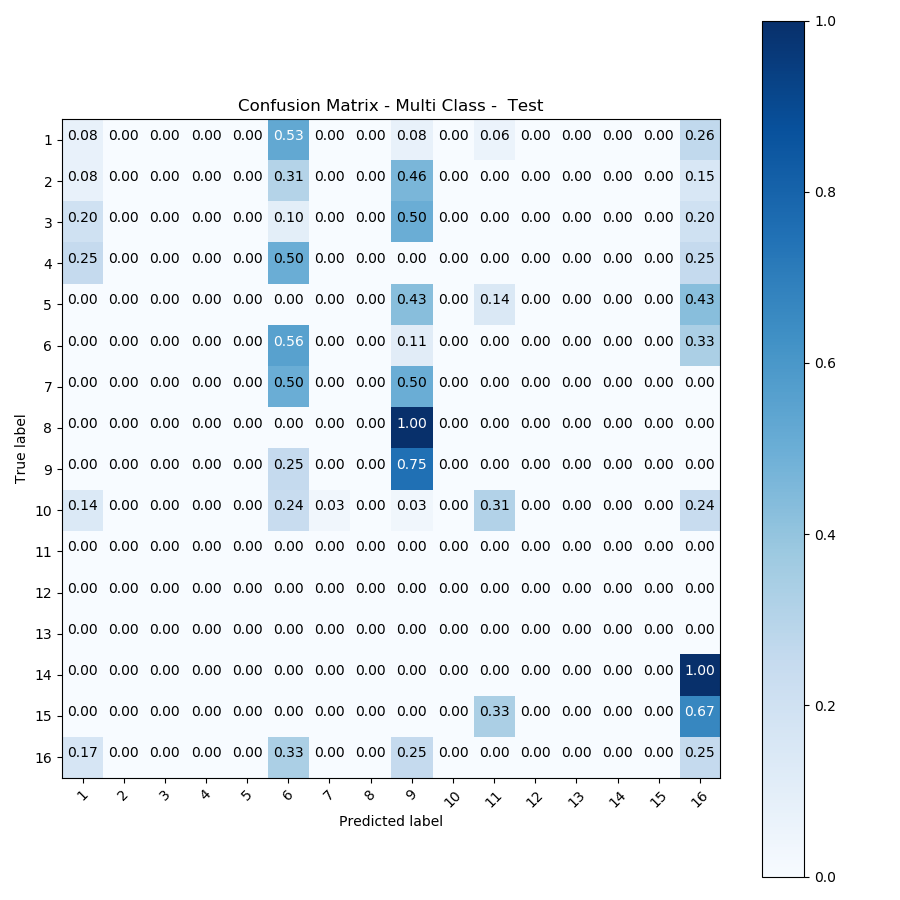 Confusion Matrix - Multi Class - Test
1 0.08 0.00 0.00 0.00 0.00 0.53 0.00 0.00 0.08 0.00 0.06 0.00 0.00 0.00 0.00 0.26
2 0.08 0.00 0.00 0.00 0.00 0.31 0.00 0.00 0.46 0.00 0.00 0.00 0.00 0.00 0.00 0.15
3 0.20 0.00 0.00 0.00 0.00 0.10 0.00 0.00 0.50 0.00 0.00 0.00 0.00 0.00 0.00 0.20
4 0.25 0.00 0.00 0.00 0.00 0.50 0.00 0.00 0.00 0.00 0.00 0.00 0.00 0.00 0.00 0.25
5 0.00 0.00 0.00 0.00 0.00 0.00 0.00 0.00 0.43 0.00 0.14 0.00 0.00 0.00 0.00 0.43
6 0.00 0.00 0.00 0.00 0.00 0.56 0.00 0.00 0.11 0.00 0.00 0.00 0.00 0.00 0.00 0.33
7 0.00 0.00 0.00 0.00 0.00 0.50 0.00 0.00 0.50 0.00 0.00 0.00 0.00 0.00 0.00 0.00
8 0.00 0.00 0.00 0.00 0.00 0.00 0.00 0.00 1.00 0.00 0.00 0.00 0.00 0.00 0.00 0.00
9 0.00 0.00 0.00 0.00 0.00 0.25 0.00 0.00 0.75 0.00 0.00 0.00 0.00 0.00 0.00 0.00
10 0.14 0.00 0.00 0.00 0.00 0.24 0.03 0.00 0.03 0.00 0.31 0.00 0.00 0.00 0.00 0.24
11 0.00 0.00 0.00 0.00 0.00 0.00 0.00 0.00 0.00 0.00 0.00 0.00 0.00 0.00 0.00 0.00
12 0.00 0.00 0.00 0.00 0.00 0.00 0.00 0.00 0.00 0.00 0.00 0.00 0.00 0.00 0.00 0.00
13 0.00 0.00 0.00 0.00 0.00 0.00 0.00 0.00 0.00 0.00 0.00 0.00 0.00 0.00 0.00 0.00
14 0.00 0.00 0.00 0.00 0.00 0.00 0.00 0.00 0.00 0.00 0.00 0.00 0.00 0.00 0.00 1.00
15 0.00 0.00 0.00 0.00 0.00 0.00 0.00 0.00 0.00 0.00 0.33 0.00 0.00 0.00 0.00 0.67
16 0.17 0.00 0.00 0.00 0.00 0.33 0.00 0.00 0.25 0.00 0.00 0.00 0.00 0.00 0.00 0.25
1 2 3 4 5 6 7 8 9 10 11 12 13 14 15 16
Predicted label
True label
1.0
0.8
0.6
0.4
0.2
0.0